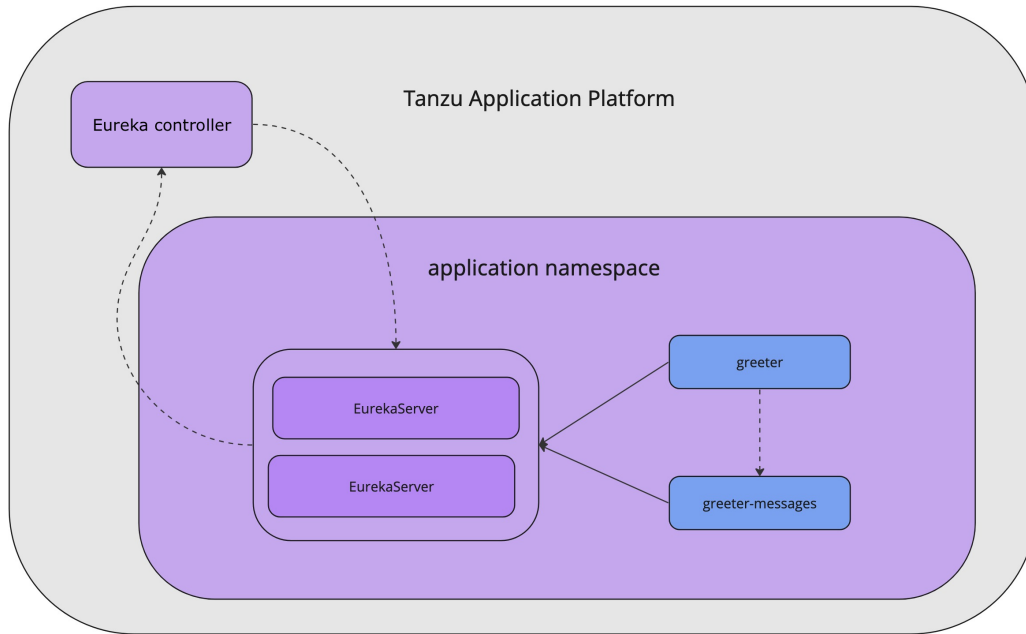 Tanzu Application Platform
Eureka controller
application namespace
greeter
EurekaServer
EurekaServer
greeter-messages